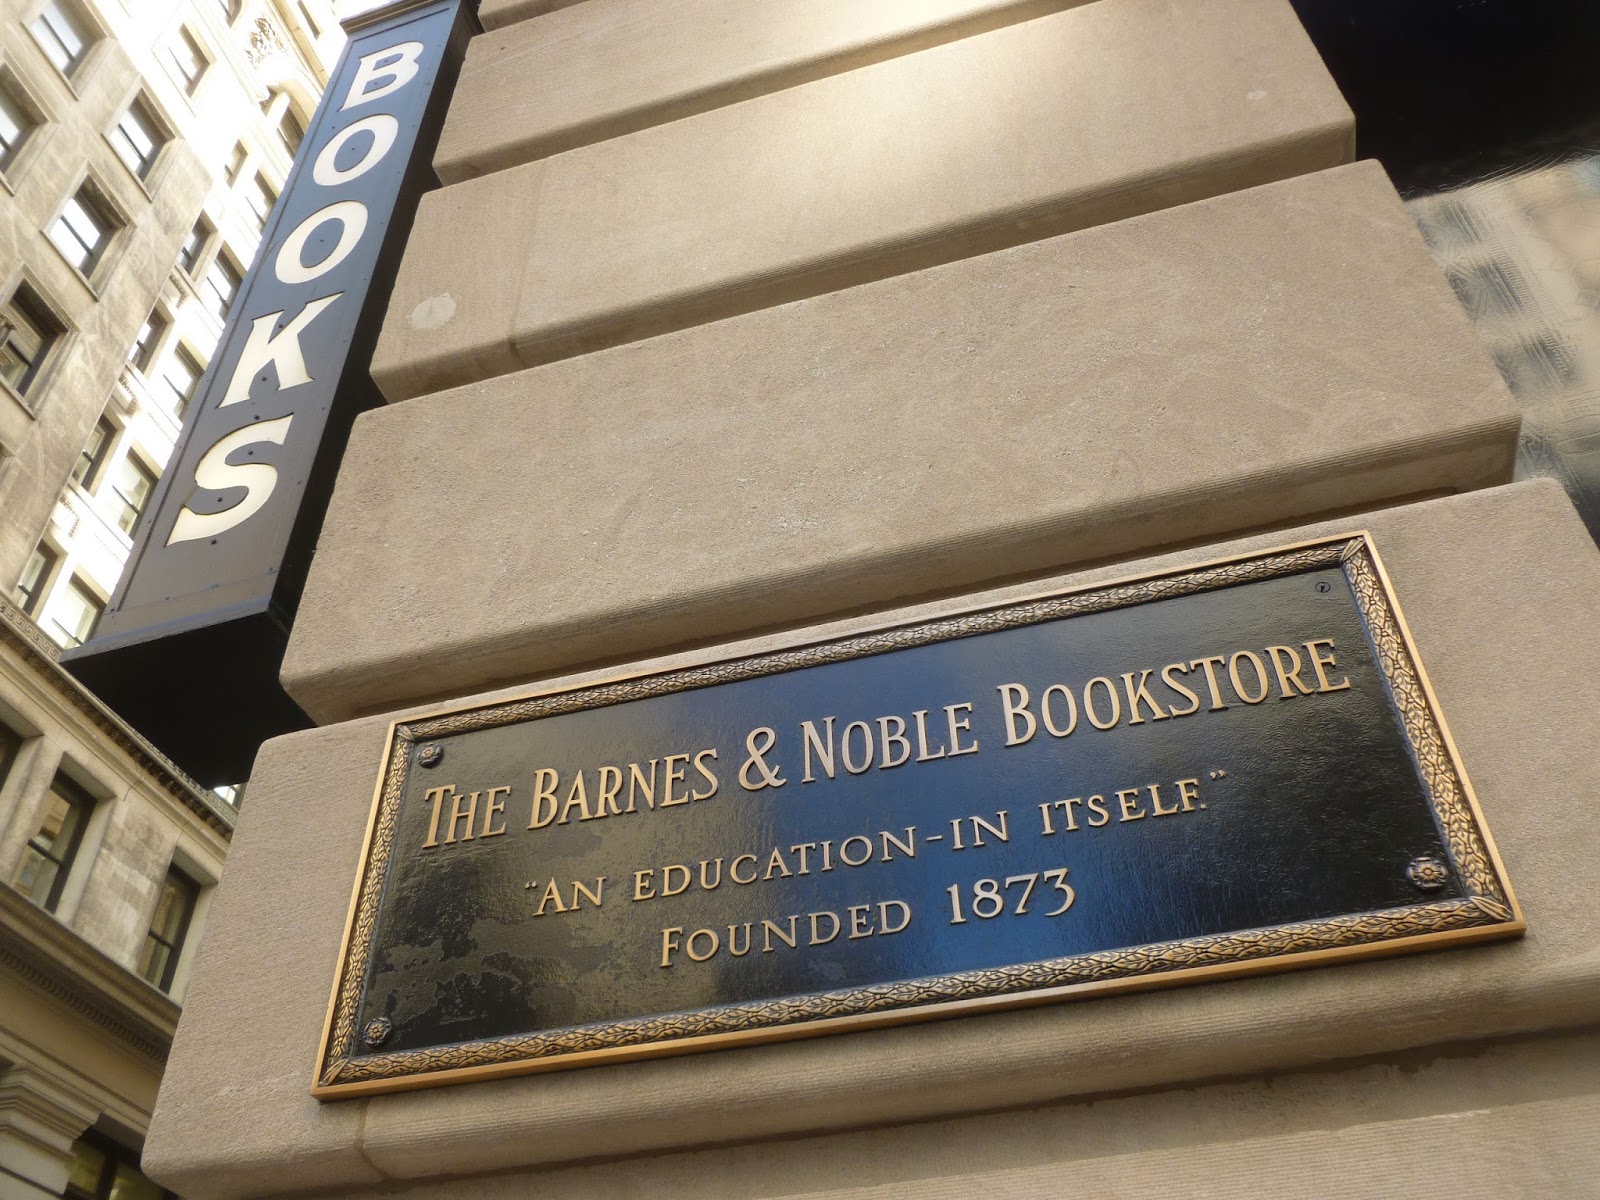 BOOKS
THE BARNES & NOBLE BOOKSTORE
"AN EDUCATION-IN ITSELF."
FOUNDED 1873